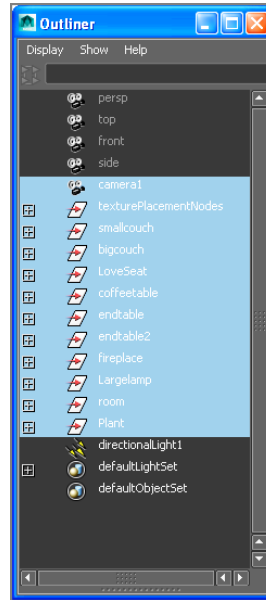 Outliner
Display Show Help
persp
top
front
side
camera1
texturePlacementNodes
smallcouch
bigcouch
LoveSeat
coffeetable
endtable
endtable2
fireplace
Largelamp
room
Plant
directionalLight1
defaultLightSet
defaultObjectSet